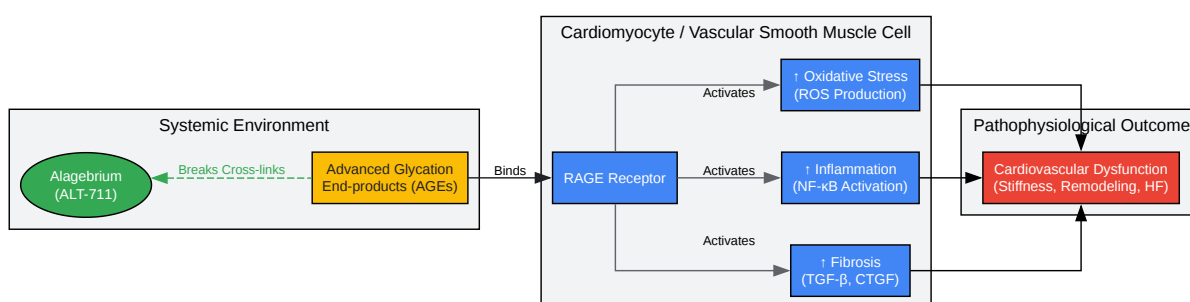 Systemic Environment
Alagebrium
(ALT-711)
Breaks Cross-links
Advanced Glycation
End-products (AGEs)
Binds
Cardiomyocyte / Vascular Smooth Muscle Cell
RAGE Receptor
Activates
↑ Oxidative Stress
(ROS Production)
Activates
↑ Inflammation
(NF-κB Activation)
Activates
↑ Fibrosis
(TGF-β, CTGF)
Pathophysiological Outcome
Cardiovascular Dysfunction
(Stiffness, Remodeling, HF)